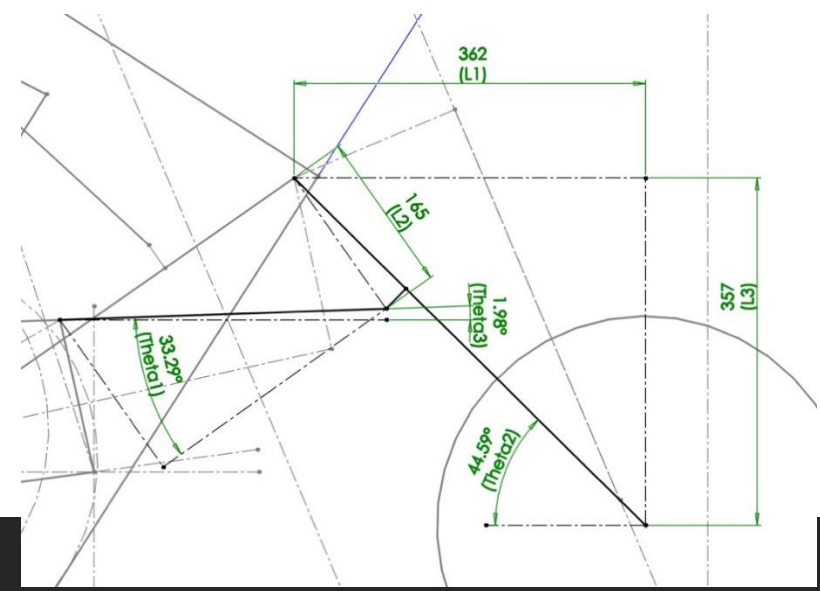 362
(L1)
165
(L2)
1.98°
(Theta3)
357
(L3)
33.29°
(Theta1)
44.59°
(Theta2)